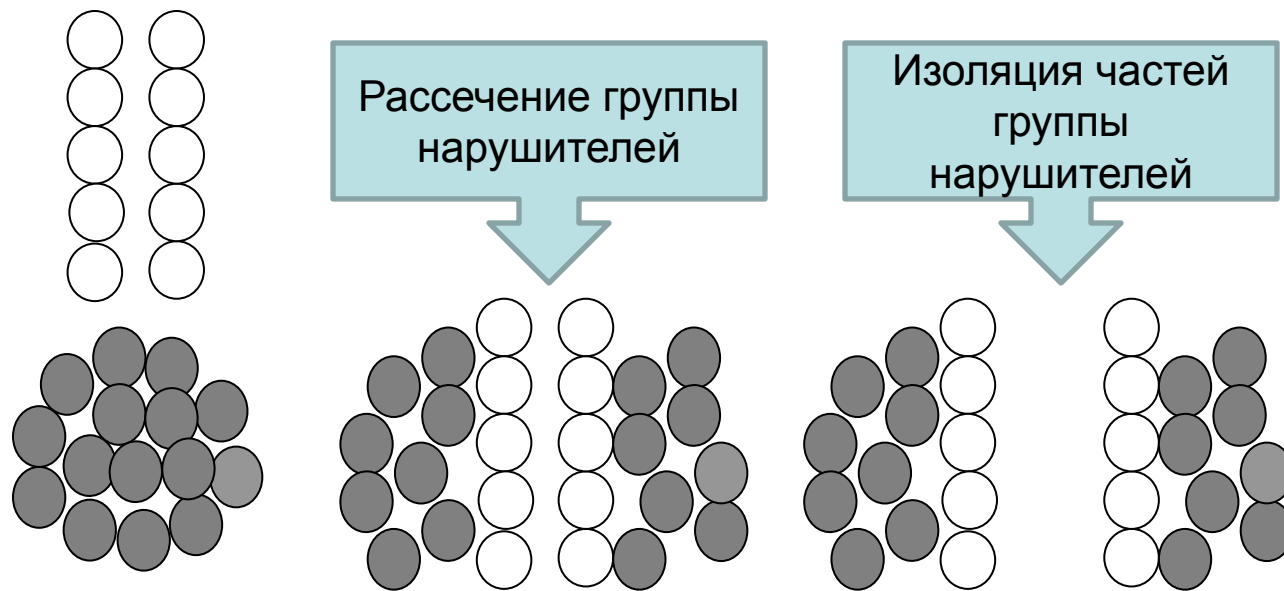 Рассечение группы
нарушителей
Изоляция частей
группы
нарушителей